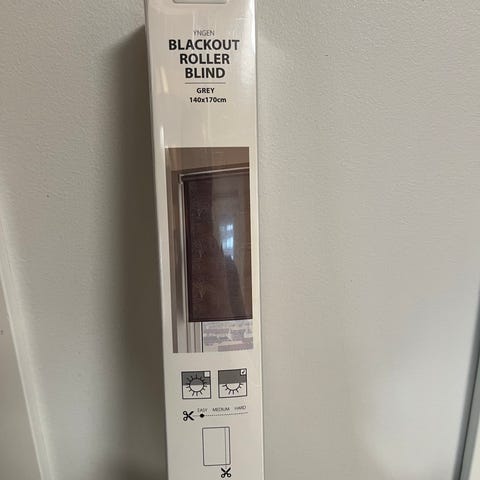 YNGEN
BLACKOUT
ROLLER
BLIND
GREY
140x170cm
EASY MEDIUM HARD